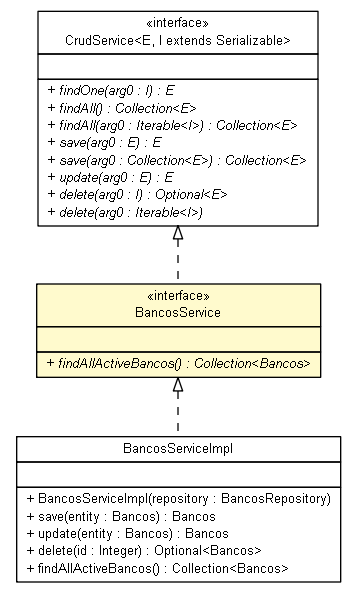 «interface»
CrudService<E, I extends Serializable>
+ findOne(arg0 : I) : E
+ findAll() : Collection<E>
+ findAll(arg0 : Iterable<I>) : Collection<E>
+ save(arg0 : E) : E
+ save(arg0 : Collection<E>) : Collection<E>
+ update(arg0 : E) : E
+ delete(arg0 : I) : Optional<E>
+ delete(arg0 : Iterable<I>)
«interface»
BancosService
+ findAllActiveBancos() : Collection<Bancos>
BancosServiceImpl
+ BancosServiceImpl(repository : BancosRepository)
+ save(entity : Bancos) : Bancos
+ update(entity : Bancos) : Bancos
+ delete(id : Integer) : Optional<Bancos>
+ findAllActiveBancos() : Collection<Bancos>